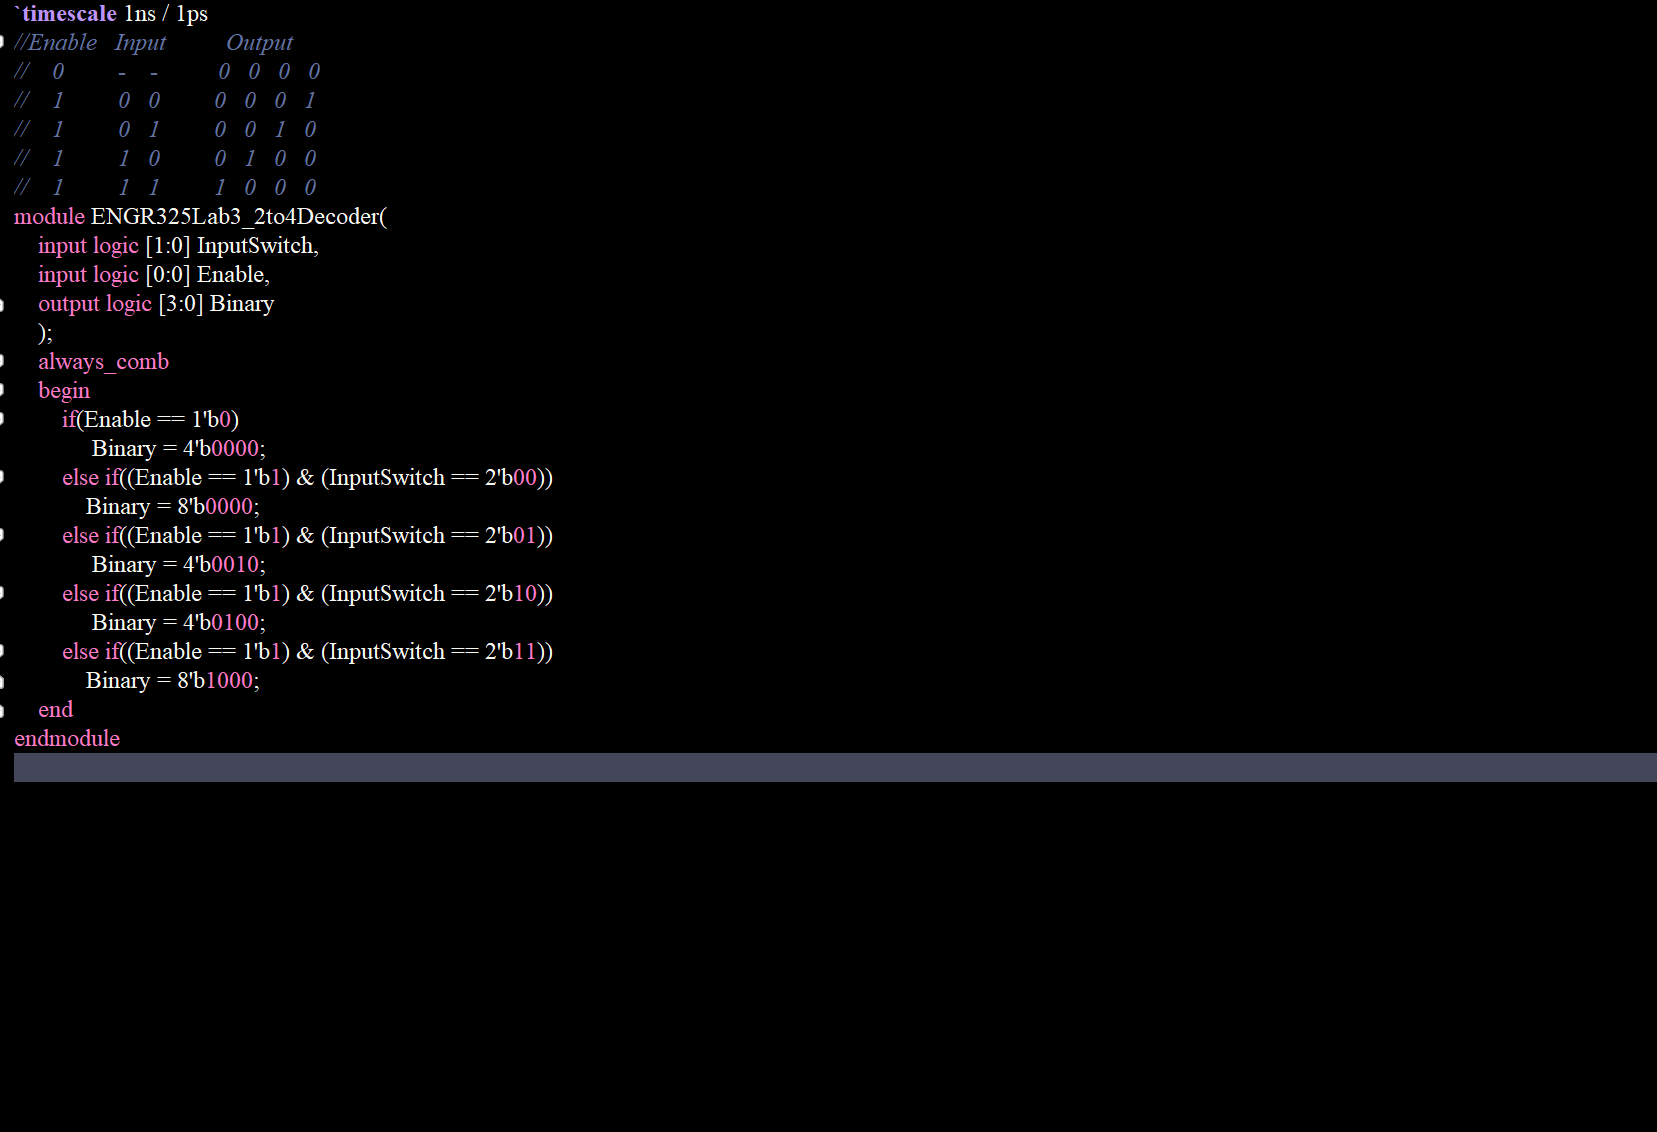 `timescale 1ns / 1ps
//Enable   Input          Output
//    0         -    -          0   0   0   0
//    1         0   0         0   0   0   1
//    1         0   1         0   0   1   0
//    1         1   0         0   1   0   0
//    1         1   1         1   0   0   0
module ENGR325Lab3_2to4Decoder(
    input logic [1:0] InputSwitch,
    input logic [0:0] Enable,
    output logic [3:0] Binary
    );
    always_comb
    begin
        if(Enable == 1'b0)
             Binary = 4'b0000;
        else if((Enable == 1'b1) & (InputSwitch == 2'b00))
            Binary = 8'b0000;
        else if((Enable == 1'b1) & (InputSwitch == 2'b01))
             Binary = 4'b0010;
        else if((Enable == 1'b1) & (InputSwitch == 2'b10))
             Binary = 4'b0100;
        else if((Enable == 1'b1) & (InputSwitch == 2'b11))
            Binary = 8'b1000;
    end
endmodule